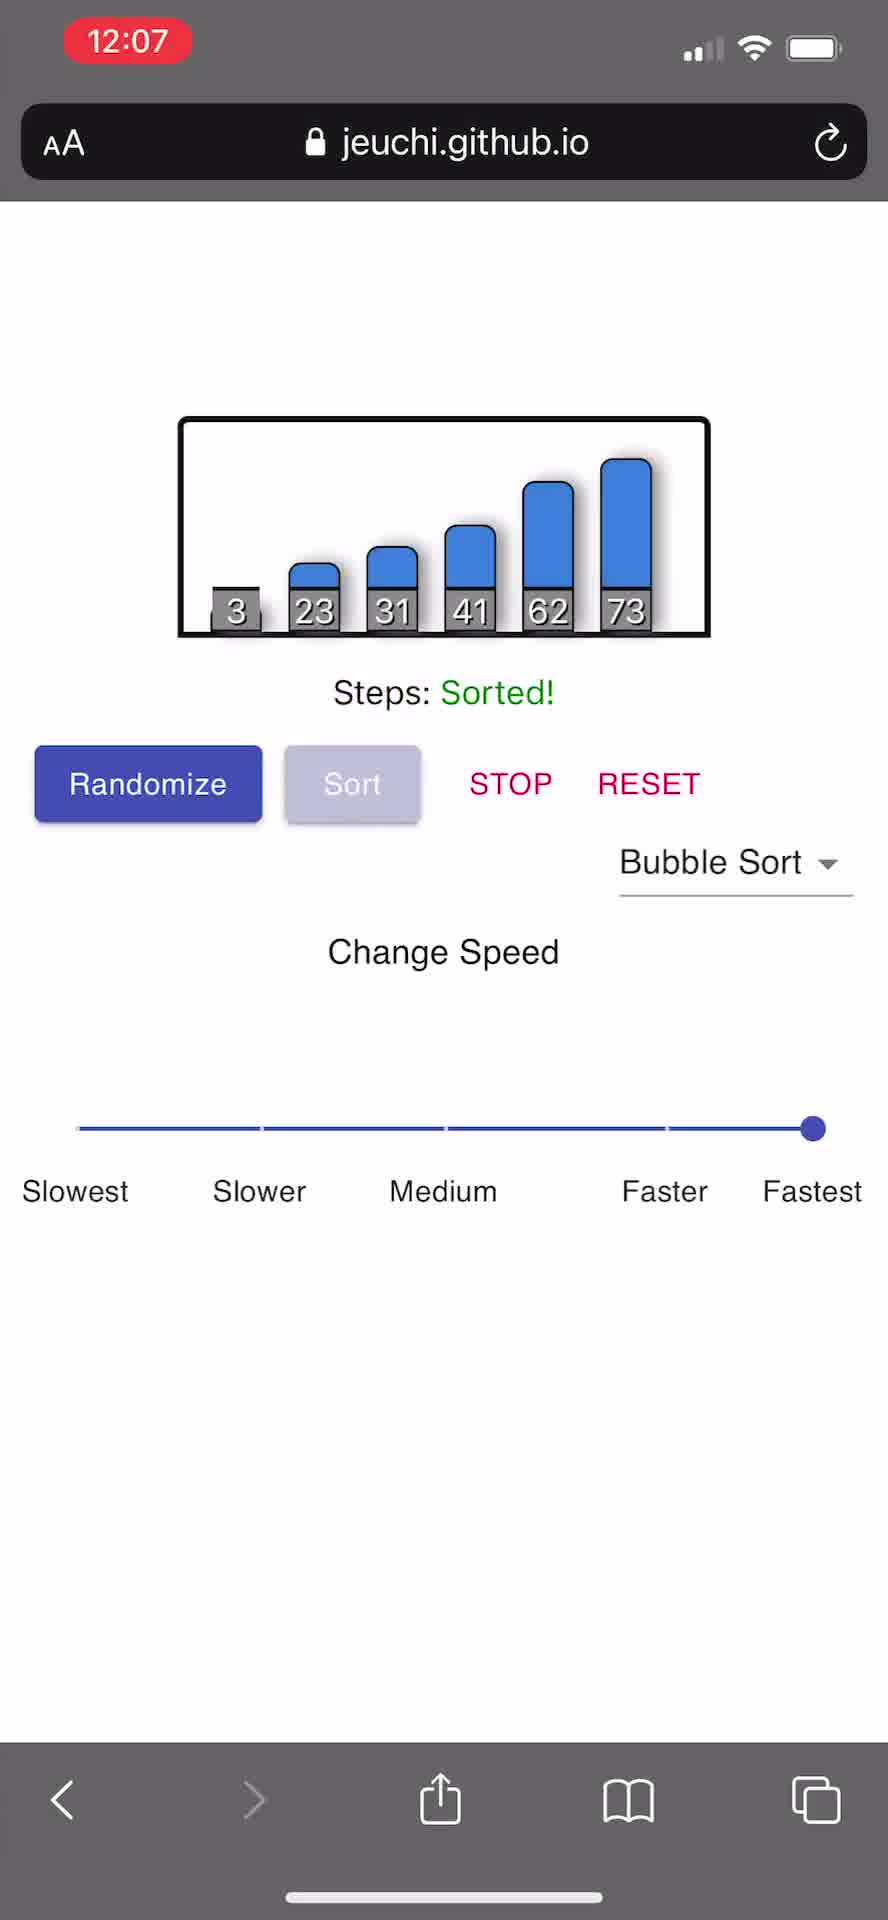 12:07
AA jeuchi.github.io
3 23 31 41 62 73
Steps: Sorted!
Randomize Sort STOP RESET
Bubble Sort
Change Speed
Slowest Slower Medium Faster Fastest